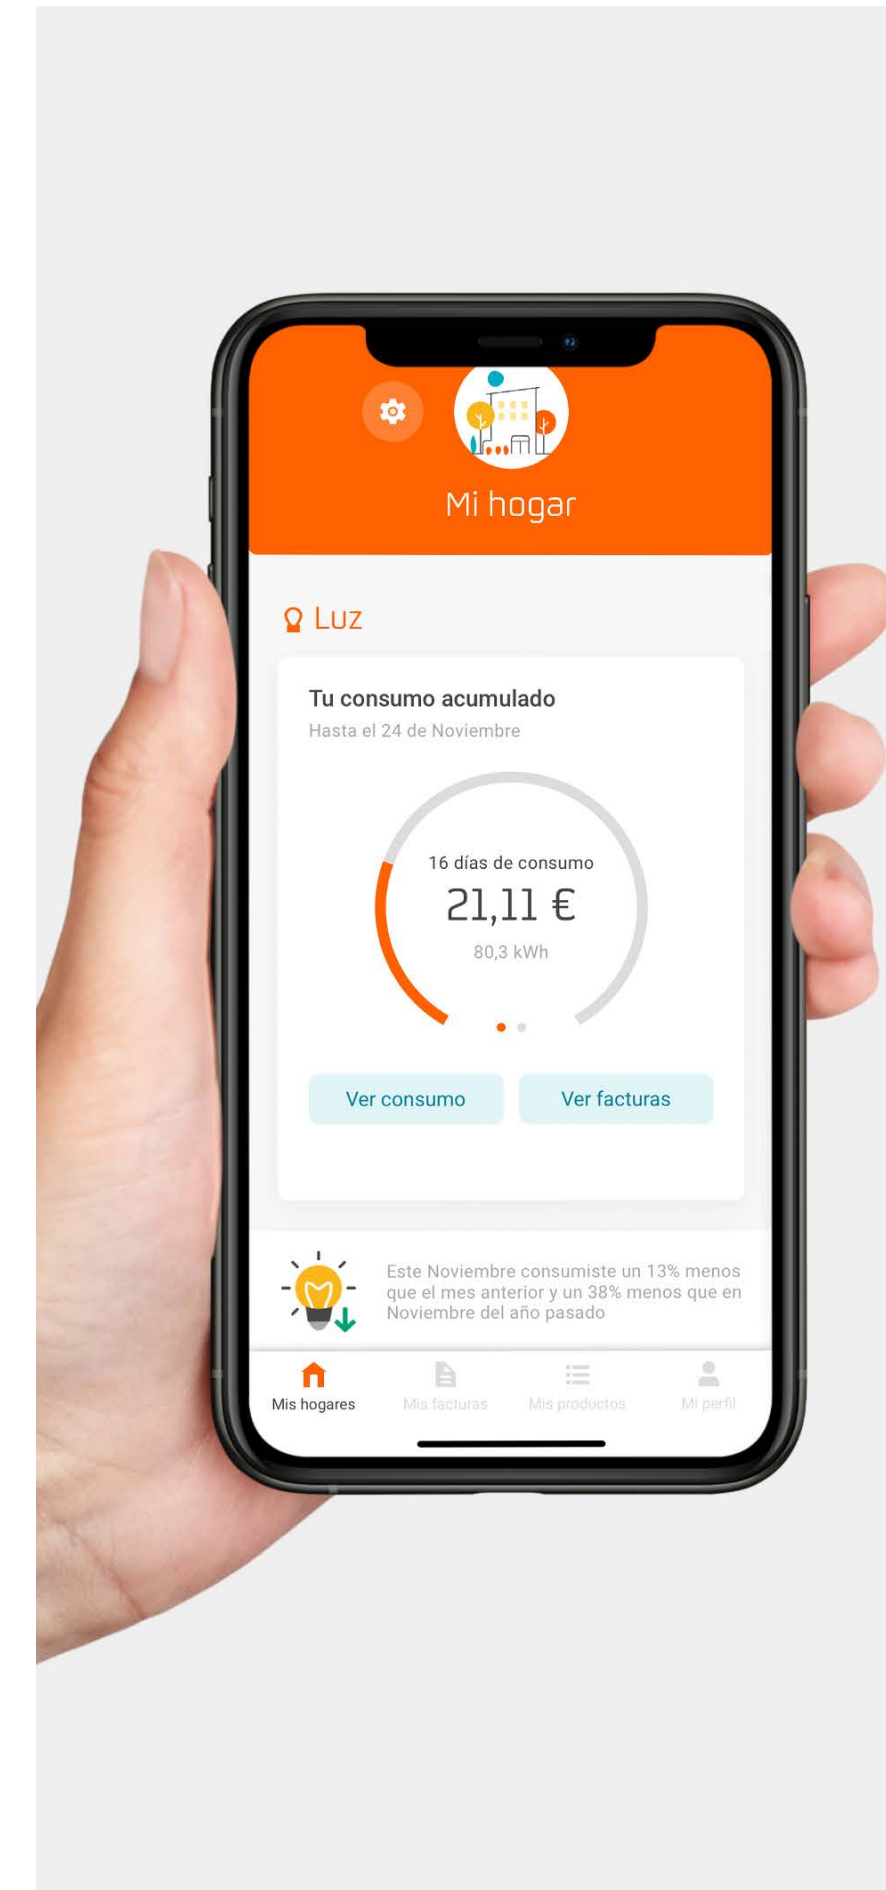 Mi hogar
Luz
Tu consumo acumulado
Hasta el 24 de Noviembre
16 días de consumo
21,11 €
80,3 kWh
Ver consumo Ver facturas
Este Noviembre consumiste un 13% menos
que el mes anterior y un 38% menos que en
Noviembre del año pasado
Mis hogares Mis facturas Mis productos Mi perfil